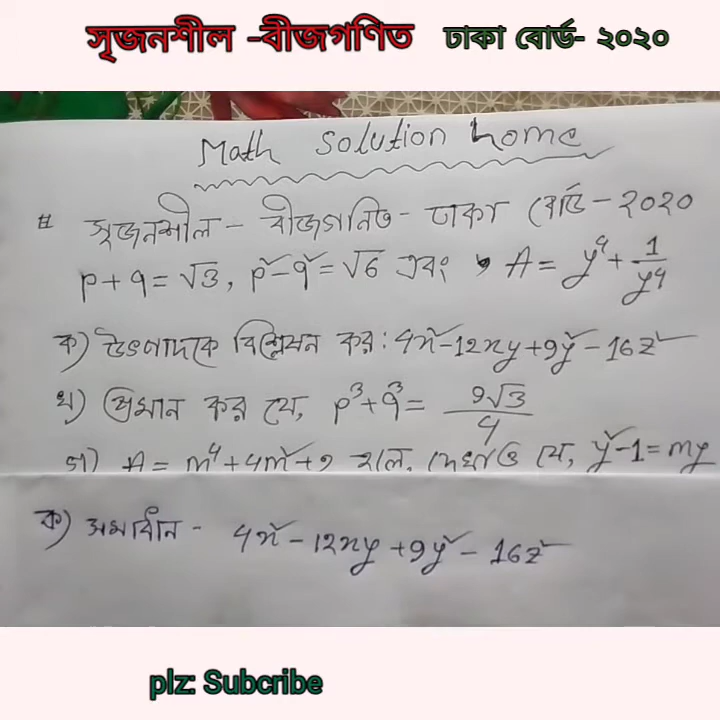 সৃজনশীল -বীজগণিত ঢাকা বোর্ড- ২০২০
Math Solution home
# সৃজনশীল - বীজগনিত - ঢাকা বোর্ড - ২০২০
p + q = √3, p² - q² = √6 এবং, A = y⁴ + 1/y⁴
ক) উৎপাদকে বিশ্লেষন কর: 4x² - 12xy + 9y² - 16z²
খ) প্রমান কর যে, p³ + q³ = 9√3/4
গ) A = m⁴ + 4m² + 2 হলে, দেখাও যে, y² - 1 = my
ক) সমাধান - 4x² - 12xy + 9y² - 16z²
plz: Subcribe